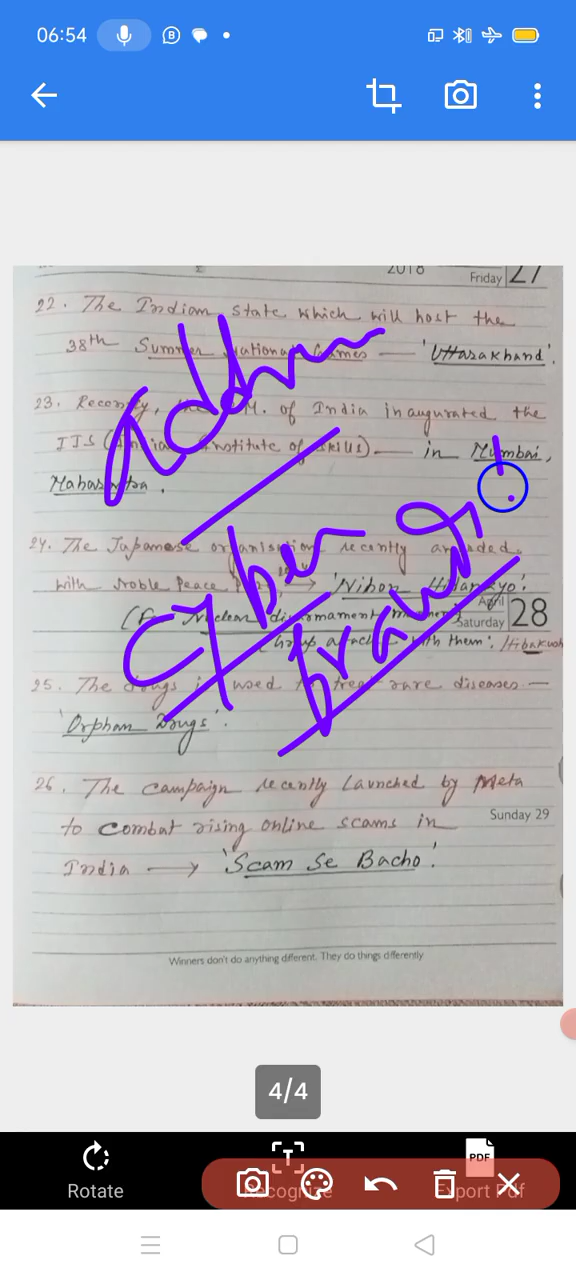 06:54
2018
Friday 27
22. The Indian state which will host the
38th Summer National Games — 'Uttarakhand'.
23. Recently, the P.M. of India inaugurated the
IIS (Indian Institute of Skills) — in Mumbai,
Maharashtra.
24. The Japanese organisation recently awarded
with Noble Peace → 'Nihon Hidankyo'.
April
(for Nuclear disarmament movement)
Saturday 28
group attached with them: Hibakush
25. The drugs is used to treat rare diseases —
'Orphan Drugs'.
26. The campaign recently launched by Meta
Sunday 29
to combat rising online scams in
India → 'Scam Se Bacho'.
Winners don't do anything different. They do things differently
Adhar
Cyber
fraud!
4/4
Rotate
Recognize
Export Pdf
PDF